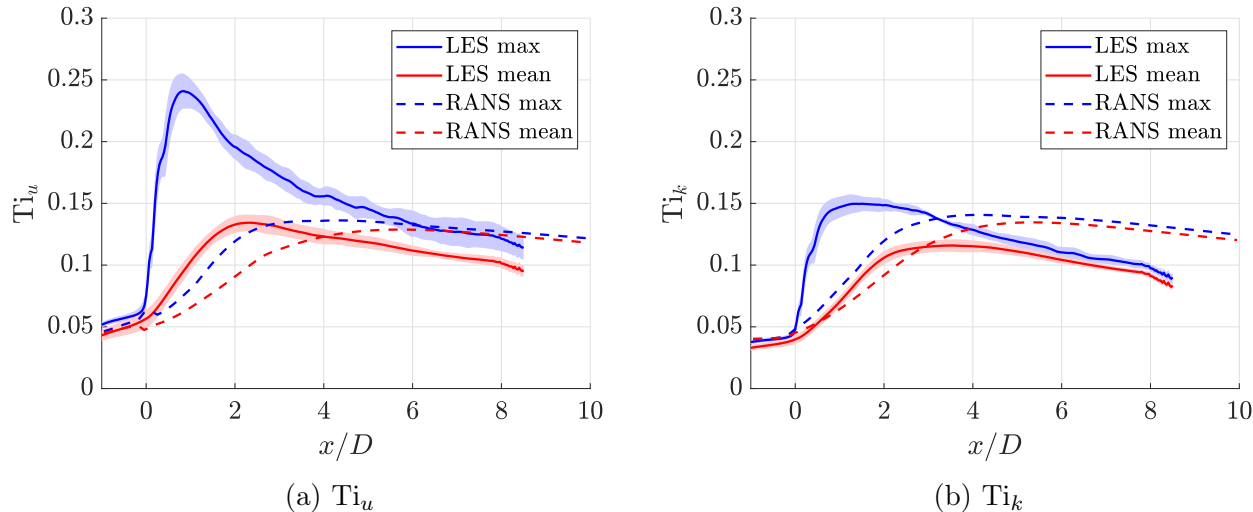 0.3
0.25
0.2
0.15
0.1
0.05
0
Ti_u
LES max
LES mean
RANS max
RANS mean
0 2 4 6 8 10
x/D
(a) Ti_u
0.3
0.25
0.2
0.15
0.1
0.05
0
Ti_k
LES max
LES mean
RANS max
RANS mean
0 2 4 6 8 10
x/D
(b) Ti_k